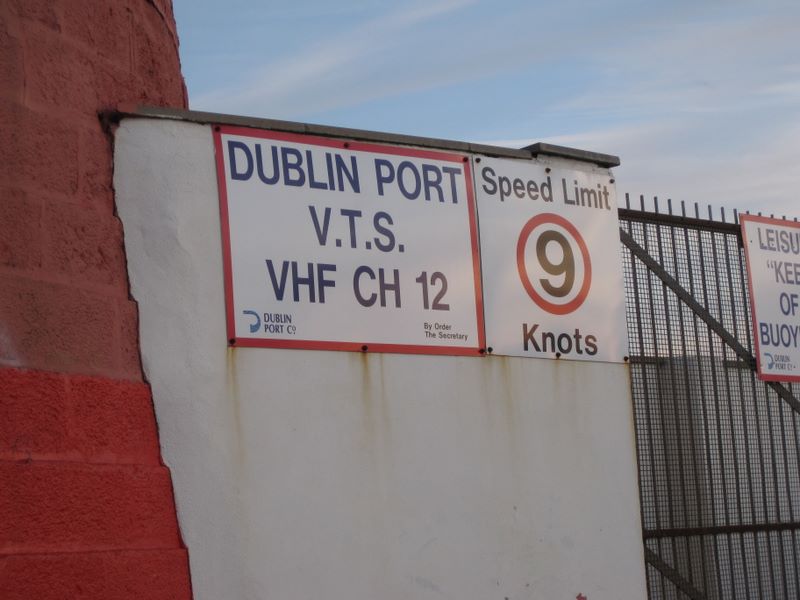 DUBLIN PORT
V.T.S.
VHF CH 12
DUBLIN
PORT Cº
By Order
The Secretary
Speed Limit
9
Knots
LEISU
"KEE
OF
BUOY
DUBLIN
PORT Cº